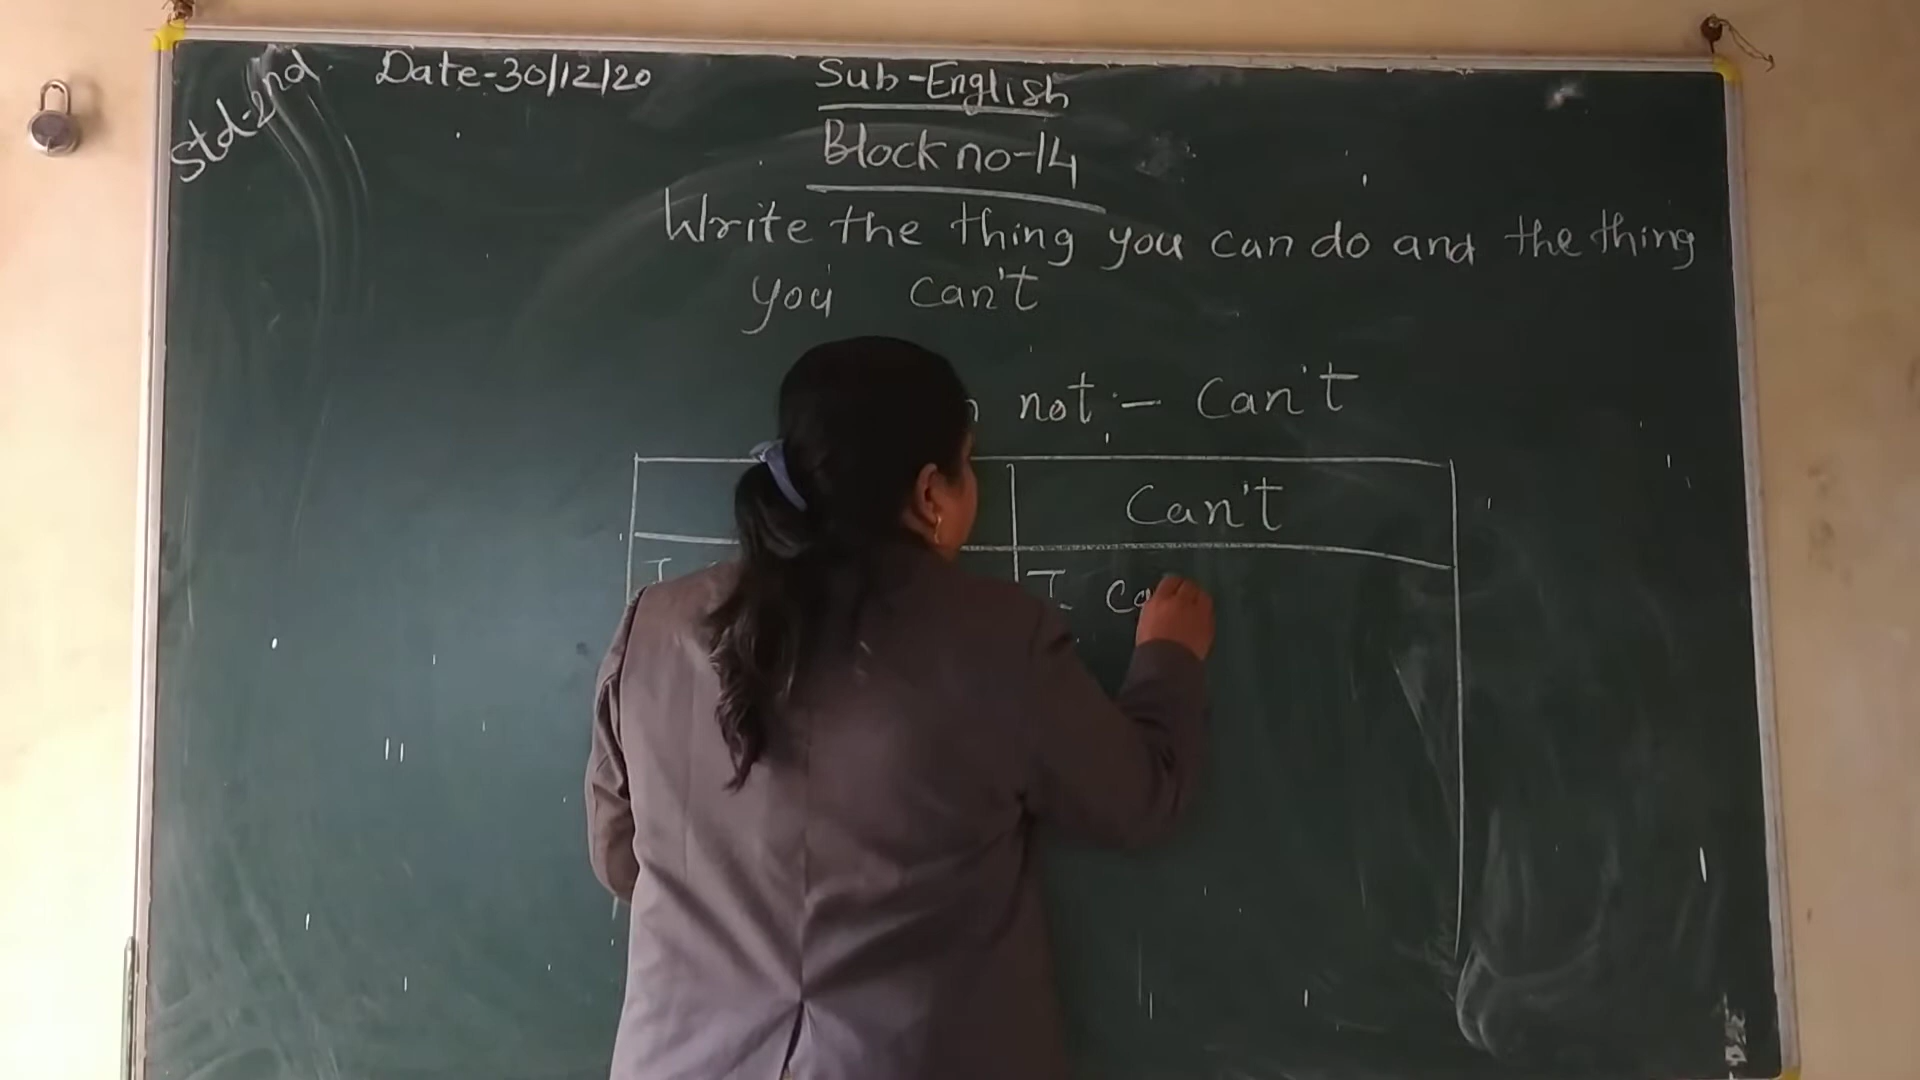 Std-2nd
Date-30/12/20
Sub-English
Block no-14
Write the thing you can do and the thing
you can't
not - Can't
Can't
I
I Ca